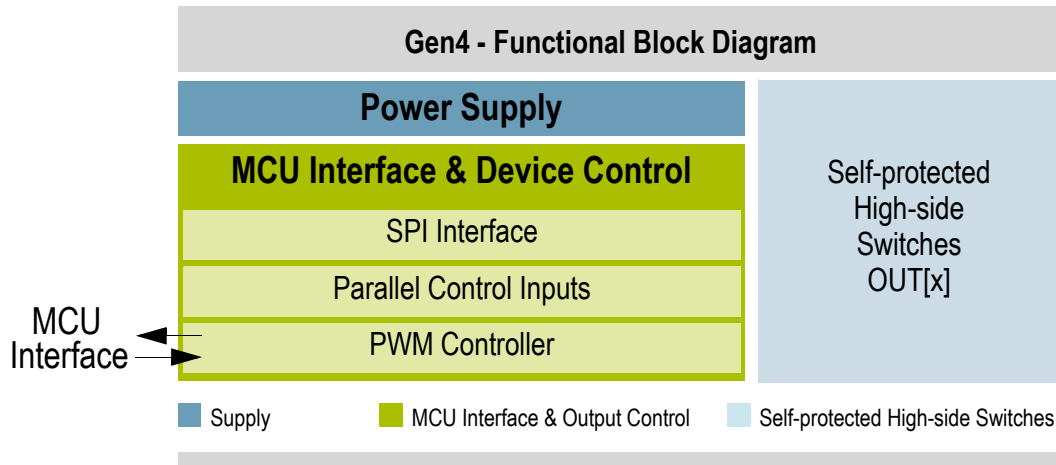 Gen4 - Functional Block Diagram
Power Supply
MCU Interface & Device Control
SPI Interface
Parallel Control Inputs
PWM Controller
Self-protected
High-side
Switches
OUT[x]
MCU
Interface
Supply
MCU Interface & Output Control
Self-protected High-side Switches